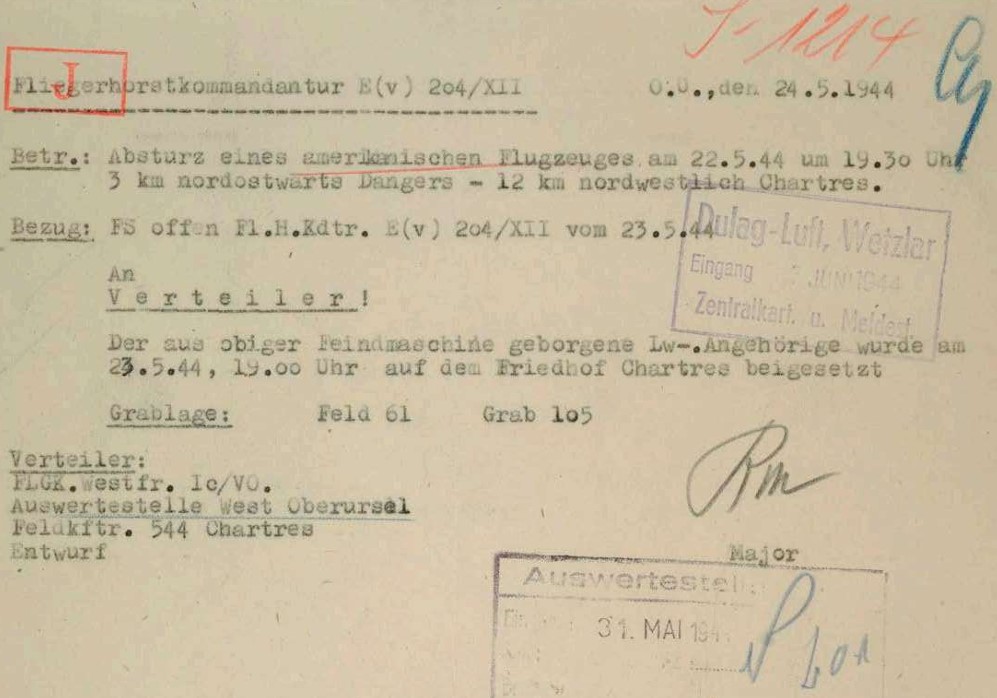 J-1214
J
Fliegerhorstkommandantur E(v) 2o4/XII O.U.,den 24.5.1944
Betr.: Absturz eines amerikanischen Flugzeuges am 22.5.44 um 19.3o Uhr
3 km nordostwärts Dangers - 12 km nordwestlich Chartres.
Bezug: FS offen Fl.H.Kdtr. E(v) 2o4/XII vom 23.5.44
Dulag-Luft, Wetzlar
Eingang JUNI 1944
Zentralkart. u. Meldest.
An
Verteiler!
Der aus obiger Feindmaschine geborgene Lw-.Angehörige wurde am
23.5.44, 19.oo Uhr auf dem Friedhof Chartres beigesetzt
Grablage: Feld 61 Grab lo5
Verteiler:
FLGK.Westfr. Ic/VO.
Auswertestelle West Oberursel
Feldkftr. 544 Chartres
Entwurf
Major
Auswertestelle
31. MAI 194